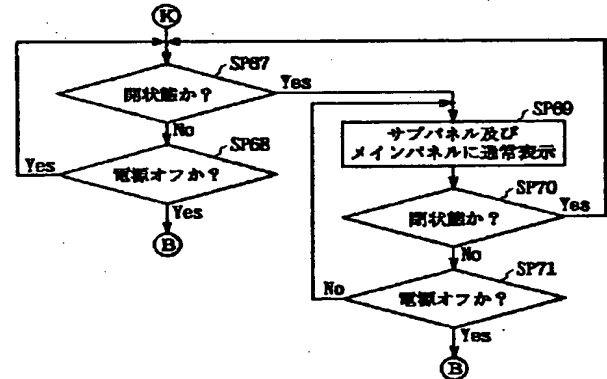 K
SP67
開状態か?
Yes
No
SP68
電源オフか?
Yes
Yes
B
SP69
サブパネル及び
メインパネルに通常表示
SP70
閉状態か?
Yes
No
SP71
電源オフか?
No
Yes
B